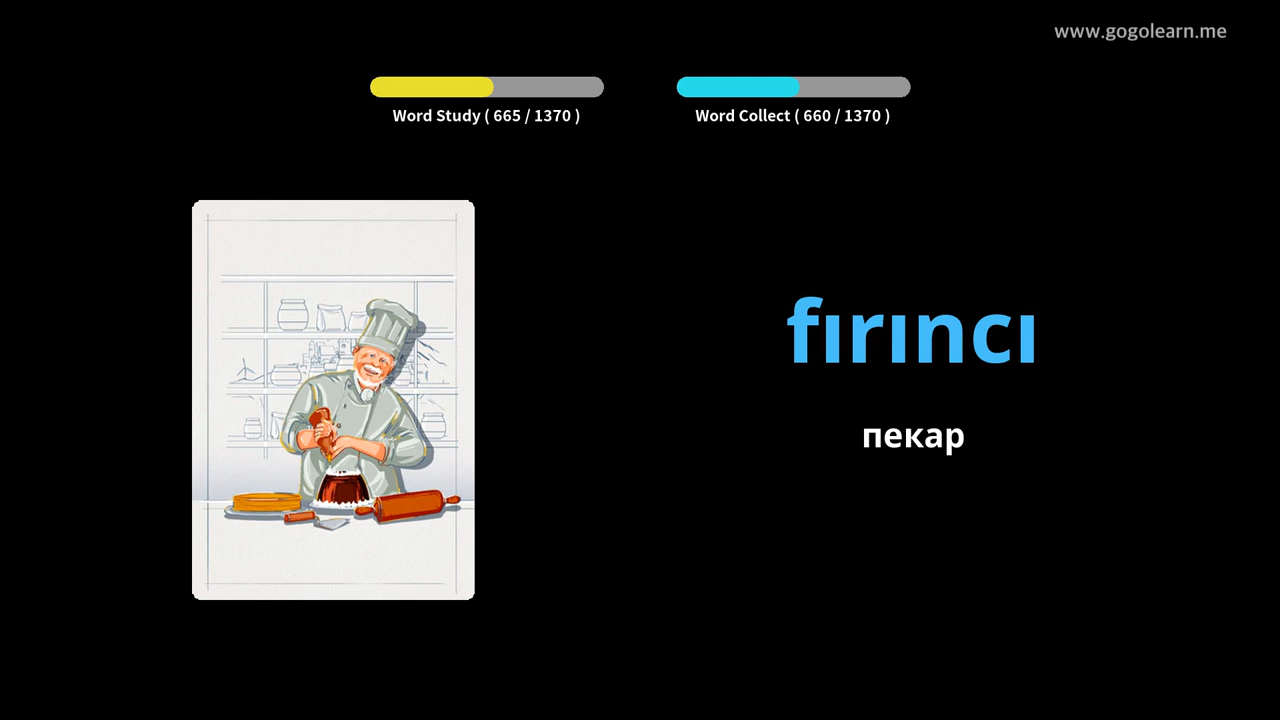 www.gogolearn.me
Word Study ( 665 / 1370 )
Word Collect ( 660 / 1370 )
fırıncı
пекар